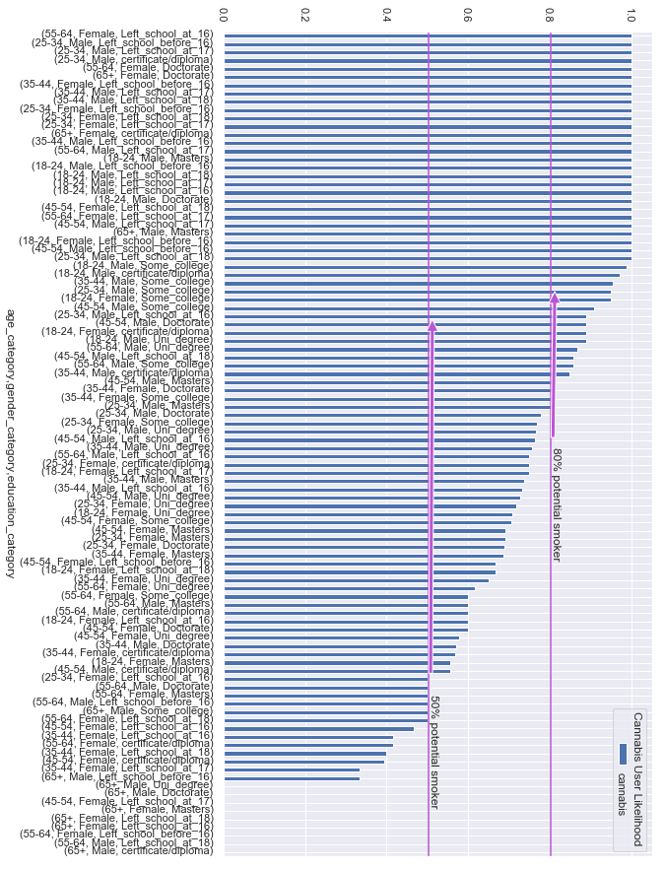 0.0
0.2
0.4
0.6
0.8
1.0
(55-64, Female, Left_school_at_16)
(25-34, Male, Left_school_before_16)
(25-34, Male, Left_school_at_17)
(25-34, Male, certificate/diploma)
(55-64, Female, Doctorate)
(65+, Female, Doctorate)
(35-44, Female, Left_school_before_16)
(35-44, Male, Left_school_at_17)
(35-44, Male, Left_school_at_18)
(25-34, Female, Left_school_before_16)
(25-34, Female, Left_school_at_18)
(25-34, Female, Left_school_at_17)
(65+, Female, certificate/diploma)
(35-44, Male, Left_school_before_16)
(55-64, Male, Left_school_at_17)
(18-24, Male, Masters)
(18-24, Male, Left_school_before_16)
(18-24, Male, Left_school_at_18)
(18-24, Male, Left_school_at_17)
(18-24, Male, Left_school_at_16)
(18-24, Male, Doctorate)
(45-54, Female, Left_school_at_18)
(55-64, Female, Left_school_at_17)
(45-54, Male, Left_school_at_17)
(65+, Male, Masters)
(18-24, Female, Left_school_before_16)
(45-54, Male, Left_school_before_16)
(25-34, Male, Left_school_at_18)
(18-24, Male, Some_college)
(18-24, Male, certificate/diploma)
(35-44, Male, Some_college)
(25-34, Male, Some_college)
(18-24, Female, Some_college)
(45-54, Male, Some_college)
(25-34, Male, Left_school_at_16)
(45-54, Male, Doctorate)
(18-24, Female, certificate/diploma)
(18-24, Male, Uni_degree)
(55-64, Male, Uni_degree)
(45-54, Male, Left_school_at_18)
(55-64, Male, Some_college)
(35-44, Male, certificate/diploma)
(45-54, Male, Masters)
(35-44, Female, Doctorate)
(35-44, Female, Some_college)
(25-34, Male, Masters)
(25-34, Male, Doctorate)
(25-34, Female, Some_college)
(25-34, Male, Uni_degree)
(45-54, Male, Left_school_at_16)
(35-44, Male, Uni_degree)
(55-64, Male, Left_school_at_16)
(25-34, Female, certificate/diploma)
(18-24, Female, Left_school_at_17)
(35-44, Male, Masters)
(35-44, Male, Left_school_at_16)
(45-54, Male, Uni_degree)
(25-34, Female, Uni_degree)
(18-24, Female, Uni_degree)
(45-54, Female, Some_college)
(45-54, Female, Masters)
(25-34, Female, Masters)
(25-34, Female, Doctorate)
(35-44, Female, Masters)
(45-54, Female, Left_school_before_16)
(18-24, Female, Left_school_at_18)
(35-44, Female, Uni_degree)
(55-64, Female, Uni_degree)
(55-64, Female, Some_college)
(55-64, Male, Masters)
(55-64, Male, certificate/diploma)
(18-24, Female, Left_school_at_16)
(45-54, Female, Doctorate)
(45-54, Female, Uni_degree)
(35-44, Male, Doctorate)
(35-44, Female, certificate/diploma)
(18-24, Female, Masters)
(45-54, Male, certificate/diploma)
(25-34, Female, Left_school_at_16)
(55-64, Male, Doctorate)
(55-64, Female, Masters)
(55-64, Male, Left_school_before_16)
(65+, Male, Some_college)
(55-64, Female, Left_school_at_18)
(45-54, Female, Left_school_at_16)
(35-44, Female, Left_school_at_16)
(55-64, Female, certificate/diploma)
(35-44, Female, Left_school_at_18)
(45-54, Female, certificate/diploma)
(35-44, Female, Left_school_at_17)
(65+, Male, Left_school_before_16)
(65+, Male, Uni_degree)
(65+, Male, Doctorate)
(45-54, Female, Left_school_at_17)
(65+, Female, Masters)
(65+, Female, Left_school_at_18)
(65+, Female, Left_school_at_16)
(55-64, Female, Left_school_before_16)
(55-64, Male, Left_school_at_18)
(65+, Male, certificate/diploma)
age_category,gender_category,education_category
80% potential smoker
50% potential smoker
Cannabis User Likelihood
cannabis